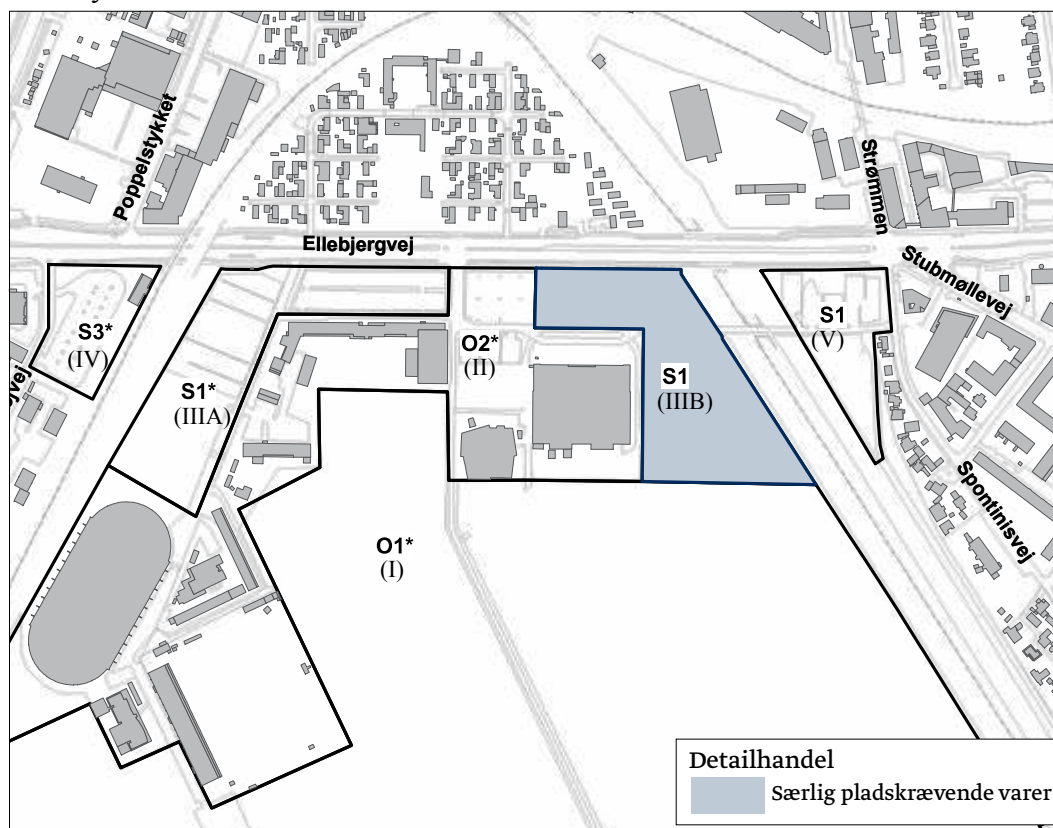 Poppelstykket
Strømmen
Ellebjergvej
Stubmøllevej
S3*
(IV)
S1*
(IIIA)
O2*
(II)
S1
(IIIB)
S1
(V)
Spontinisvej
O1*
(I)
Detailhandel
Særlig pladskrævende varer